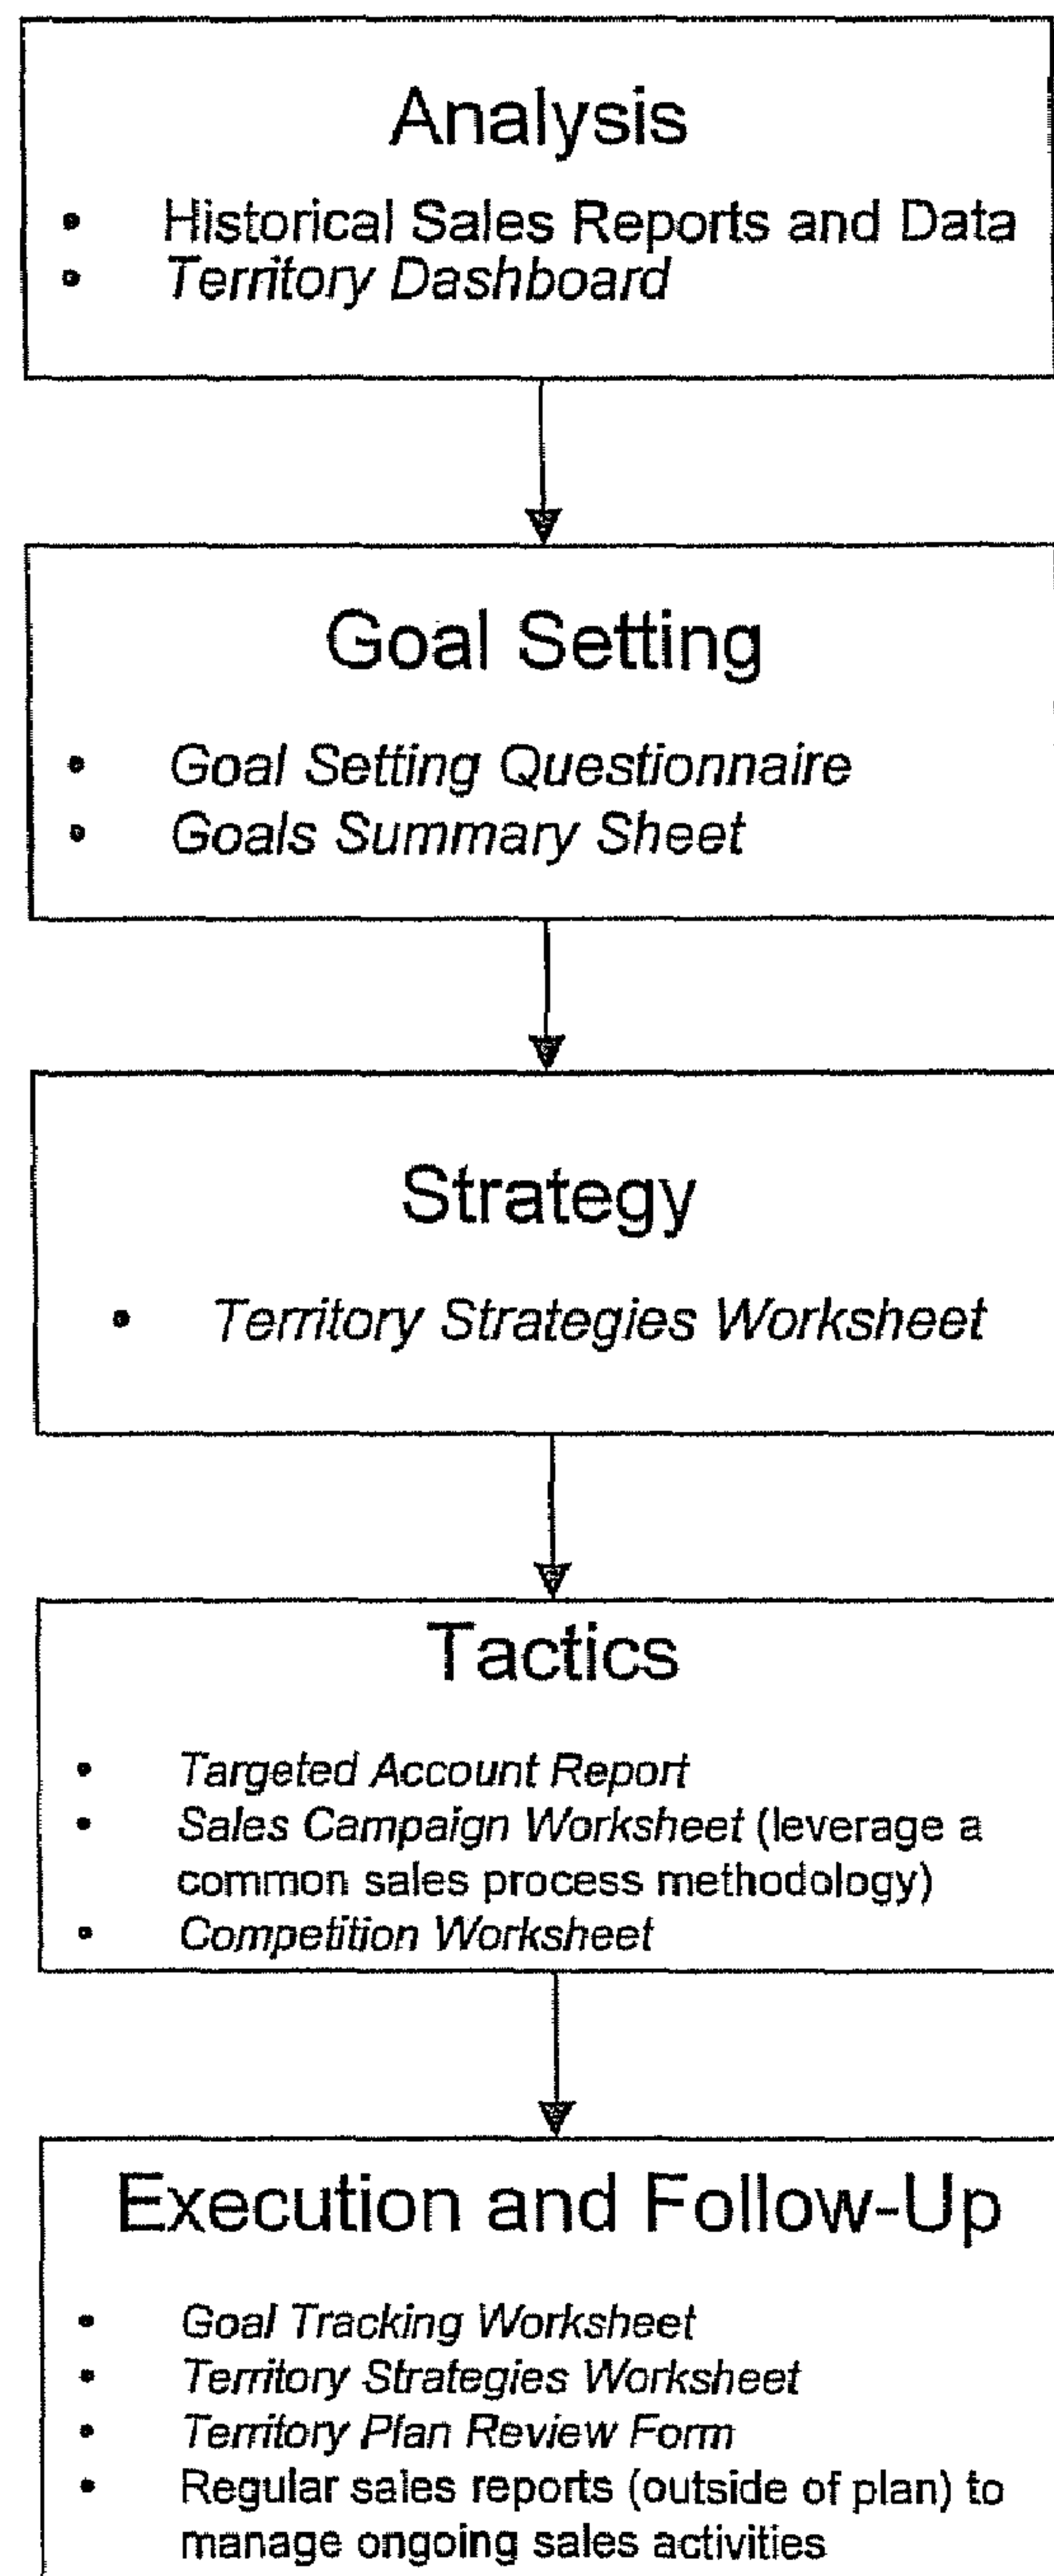 Analysis
• Historical Sales Reports and Data
• Territory Dashboard
Goal Setting
• Goal Setting Questionnaire
• Goals Summary Sheet
Strategy
• Territory Strategies Worksheet
Tactics
• Targeted Account Report
• Sales Campaign Worksheet (leverage a
common sales process methodology)
• Competition Worksheet
Execution and Follow-Up
• Goal Tracking Worksheet
• Territory Strategies Worksheet
• Territory Plan Review Form
• Regular sales reports (outside of plan) to
manage ongoing sales activities